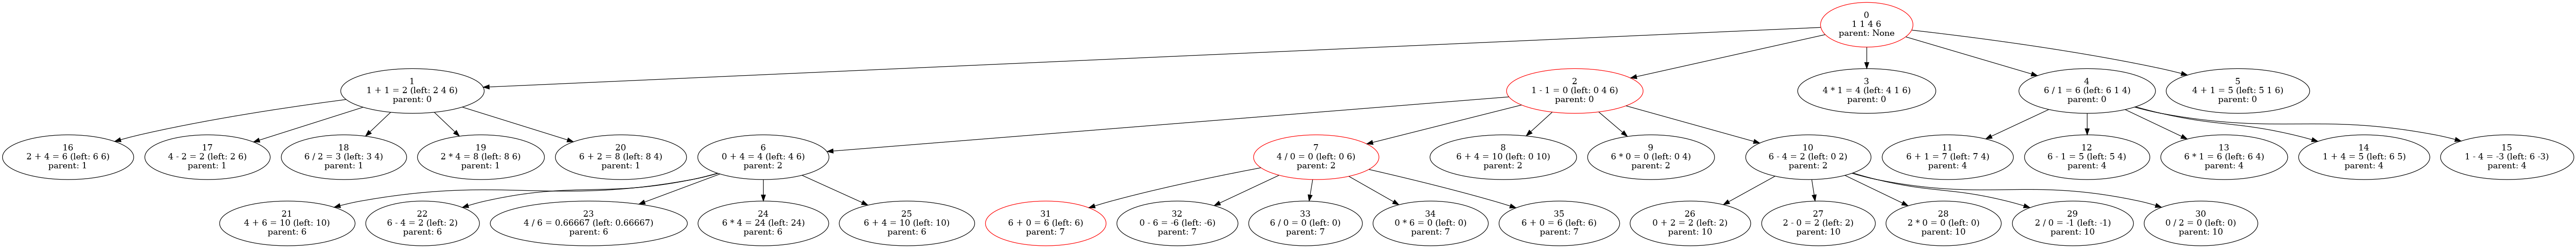 0
1 1 4 6
parent: None
1
1 + 1 = 2 (left: 2 4 6)
parent: 0
2
1 - 1 = 0 (left: 0 4 6)
parent: 0
3
4 * 1 = 4 (left: 4 1 6)
parent: 0
4
6 / 1 = 6 (left: 6 1 4)
parent: 0
5
4 + 1 = 5 (left: 5 1 6)
parent: 0
16
2 + 4 = 6 (left: 6 6)
parent: 1
17
4 - 2 = 2 (left: 2 6)
parent: 1
18
6 / 2 = 3 (left: 3 4)
parent: 1
19
2 * 4 = 8 (left: 8 6)
parent: 1
20
6 + 2 = 8 (left: 8 4)
parent: 1
6
0 + 4 = 4 (left: 4 6)
parent: 2
7
4 / 0 = 0 (left: 0 6)
parent: 2
8
6 + 4 = 10 (left: 0 10)
parent: 2
9
6 * 0 = 0 (left: 0 4)
parent: 2
10
6 - 4 = 2 (left: 0 2)
parent: 2
11
6 + 1 = 7 (left: 7 4)
parent: 4
12
6 - 1 = 5 (left: 5 4)
parent: 4
13
6 * 1 = 6 (left: 6 4)
parent: 4
14
1 + 4 = 5 (left: 6 5)
parent: 4
15
1 - 4 = -3 (left: 6 -3)
parent: 4
21
4 + 6 = 10 (left: 10)
parent: 6
22
6 - 4 = 2 (left: 2)
parent: 6
23
4 / 6 = 0.66667 (left: 0.66667)
parent: 6
24
6 * 4 = 24 (left: 24)
parent: 6
25
6 + 4 = 10 (left: 10)
parent: 6
31
6 + 0 = 6 (left: 6)
parent: 7
32
0 - 6 = -6 (left: -6)
parent: 7
33
6 / 0 = 0 (left: 0)
parent: 7
34
0 * 6 = 0 (left: 0)
parent: 7
35
6 + 0 = 6 (left: 6)
parent: 7
26
0 + 2 = 2 (left: 2)
parent: 10
27
2 - 0 = 2 (left: 2)
parent: 10
28
2 * 0 = 0 (left: 0)
parent: 10
29
2 / 0 = -1 (left: -1)
parent: 10
30
0 / 2 = 0 (left: 0)
parent: 10